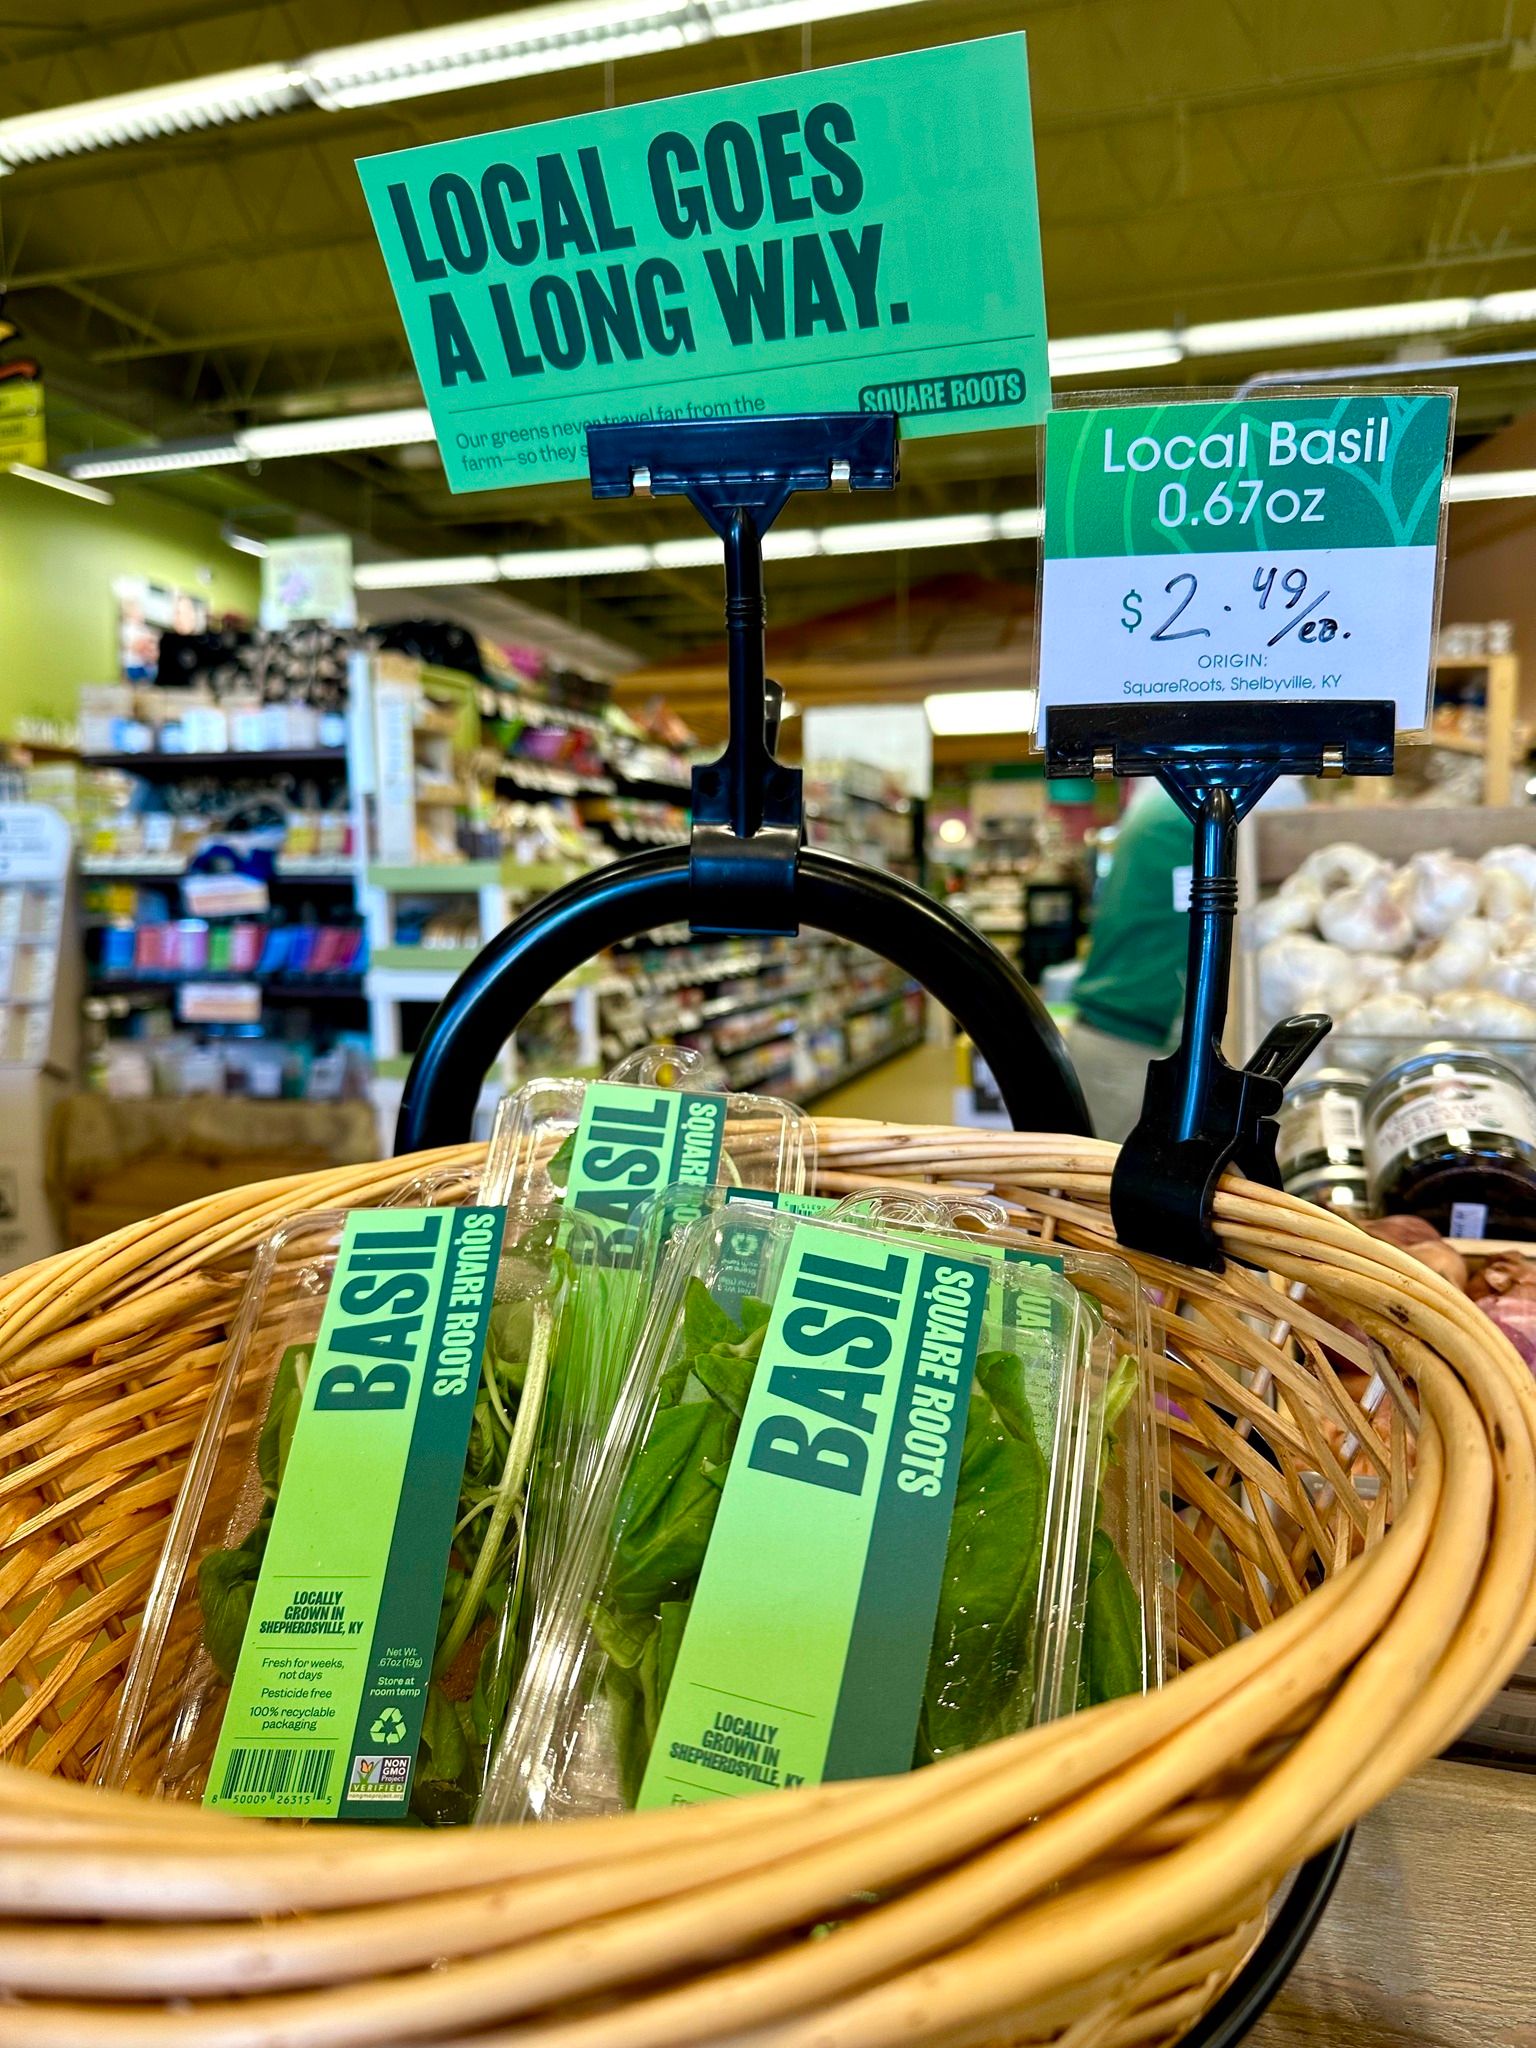 LOCAL GOES
A LONG WAY.
Our greens never travel far from the
farm—so they
SQUARE ROOTS
Local Basil
0.67oz
$2.49/ea.
ORIGIN:
SquareRoots, Shelbyville, KY
BASIL
SQUARE ROOTS
BASIL
SQUARE ROOTS
LOCALLY
GROWN IN
SHEPHERDSVILLE, KY
Fresh for weeks,
not days
Pesticide free
100% recyclable
packaging
Net Wt.
.67oz (19g)
Store at
room temp
NON
GMO
Project
VERIFIED
nongmoproject.org
8 50009 26315 5
BASIL
SQUARE ROOTS
LOCALLY
GROWN IN
SHEPHERDSVILLE, KY